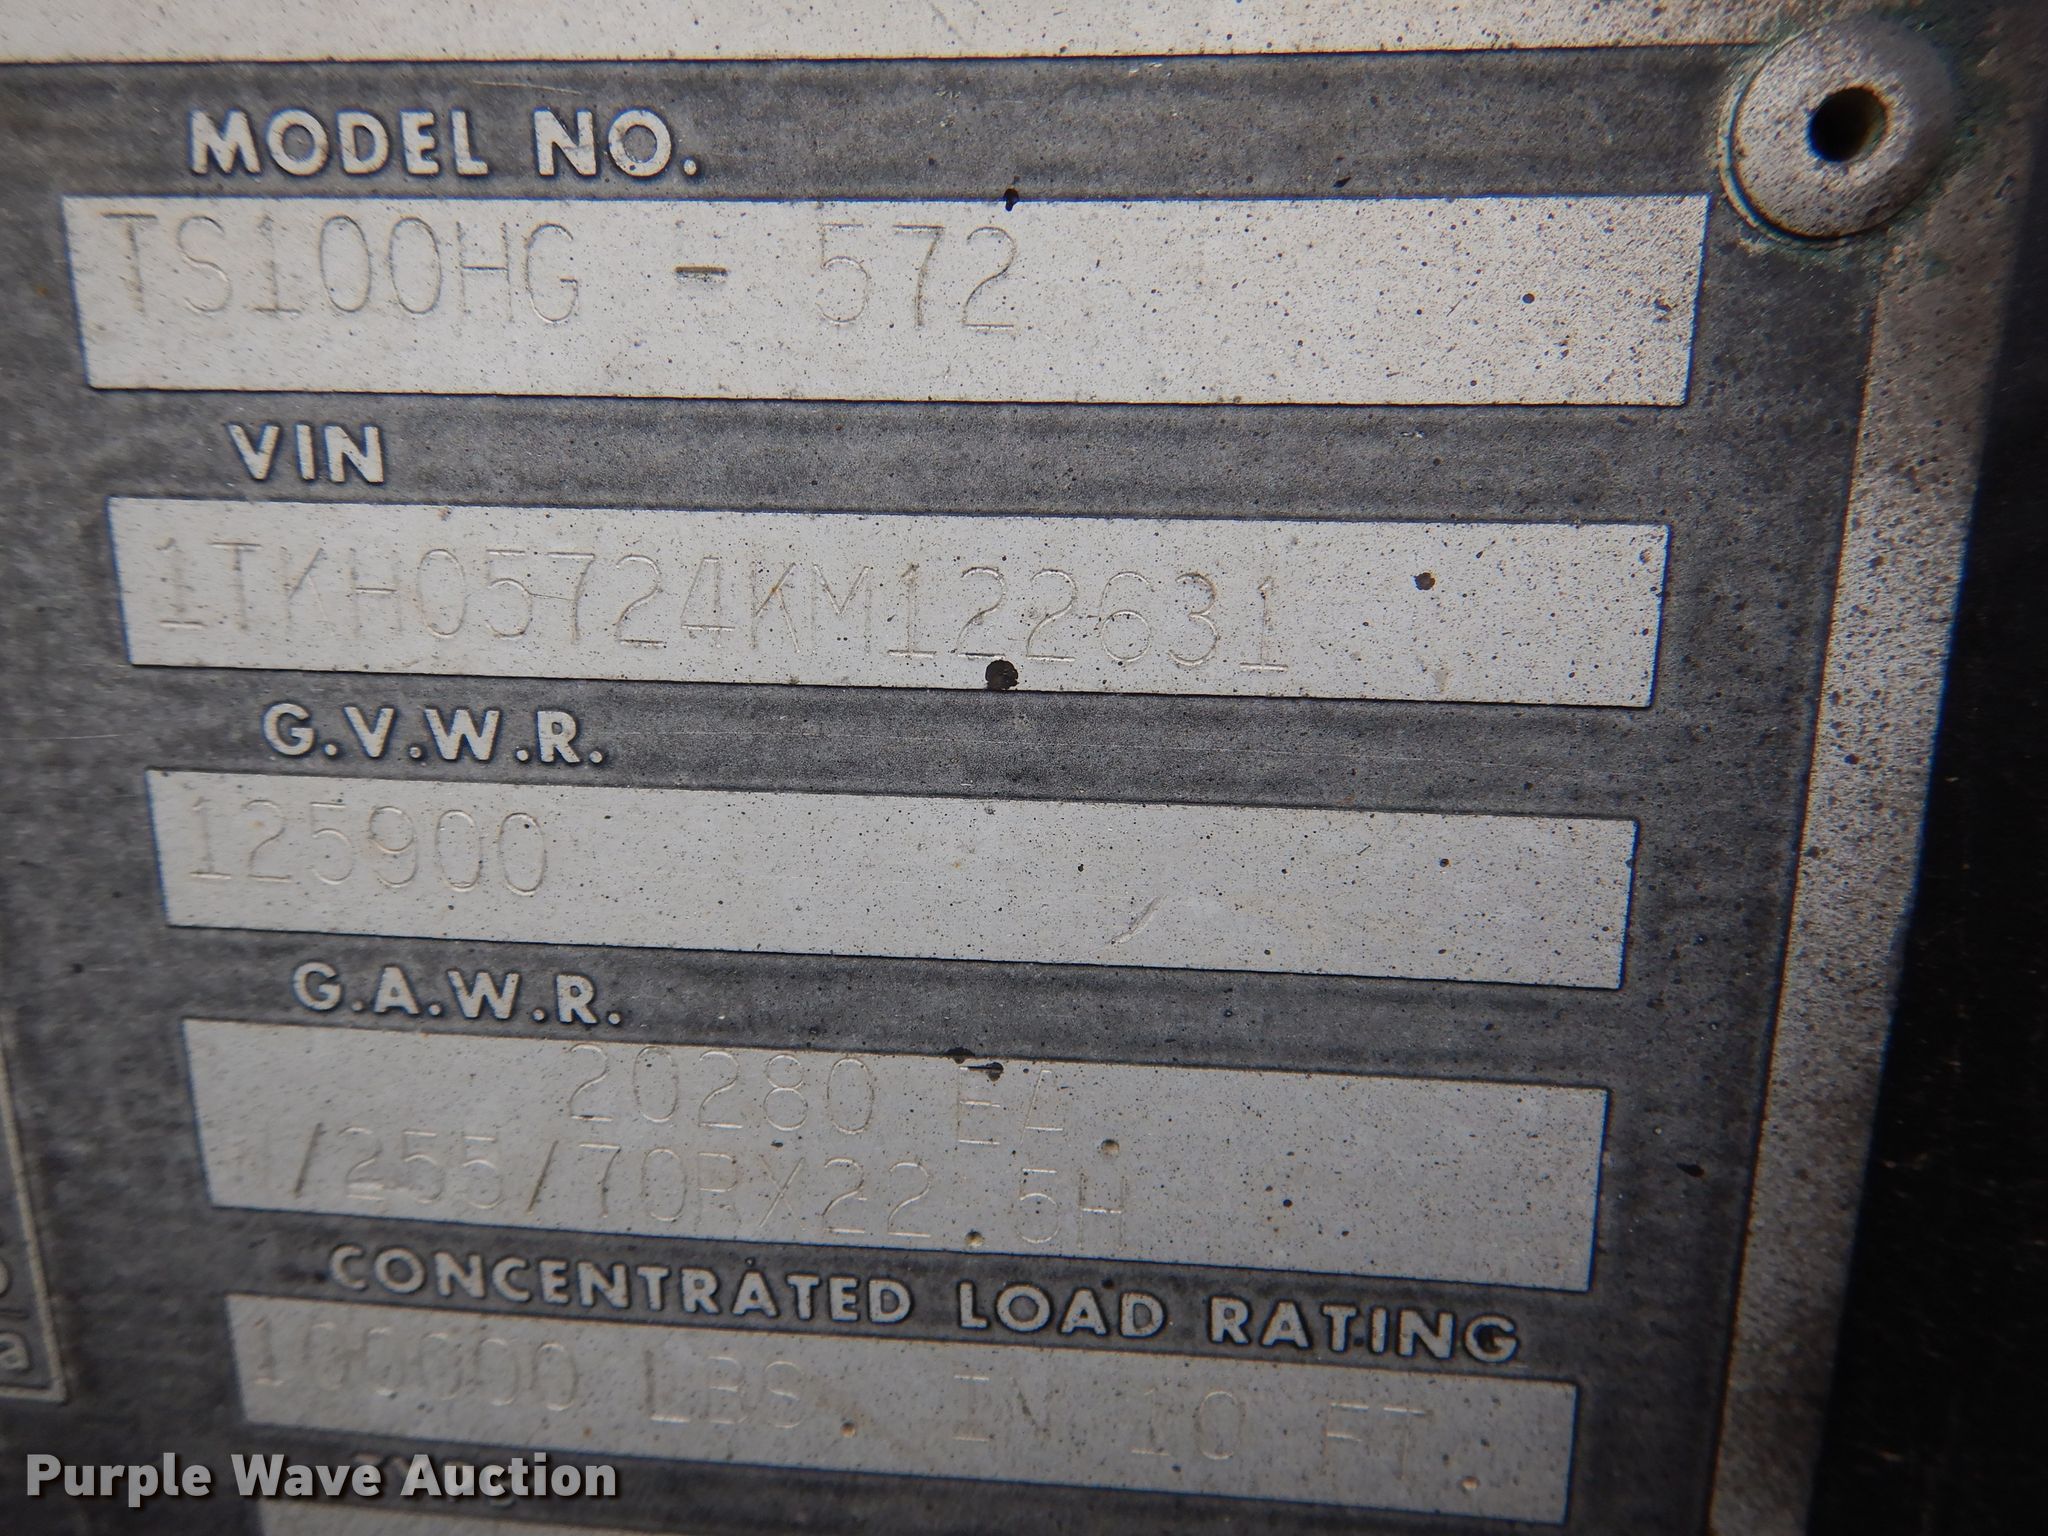 MODEL NO.
TS100HG - 572
VIN
1TKH05724KM122631
G.V.W.R.
125900
G.A.W.R.
20280 EA
/255/70RX22.5H
CONCENTRATED LOAD RATING
100000 LBS. IN 10 FT.
Purple Wave Auction